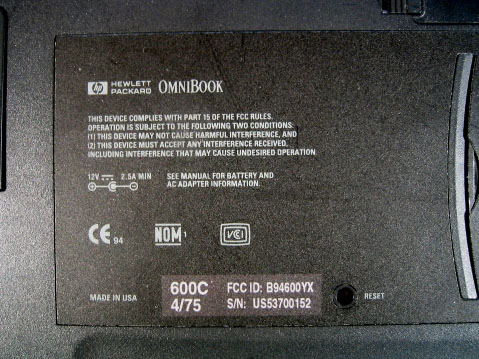 hp HEWLETT PACKARD OMNIBOOK
THIS DEVICE COMPLIES WITH PART 15 OF THE FCC RULES.
OPERATION IS SUBJECT TO THE FOLLOWING TWO CONDITIONS:
(1) THIS DEVICE MAY NOT CAUSE HARMFUL INTERFERENCE, AND
(2) THIS DEVICE MUST ACCEPT ANY INTERFERENCE RECEIVED,
INCLUDING INTERFERENCE THAT MAY CAUSE UNDESIRED OPERATION.
12V 2.5A MIN
SEE MANUAL FOR BATTERY AND
AC ADAPTER INFORMATION.
CE 94 NOM 1 VCI
MADE IN USA
600C
4/75
FCC ID: B94600YX
S/N: US53700152
RESET